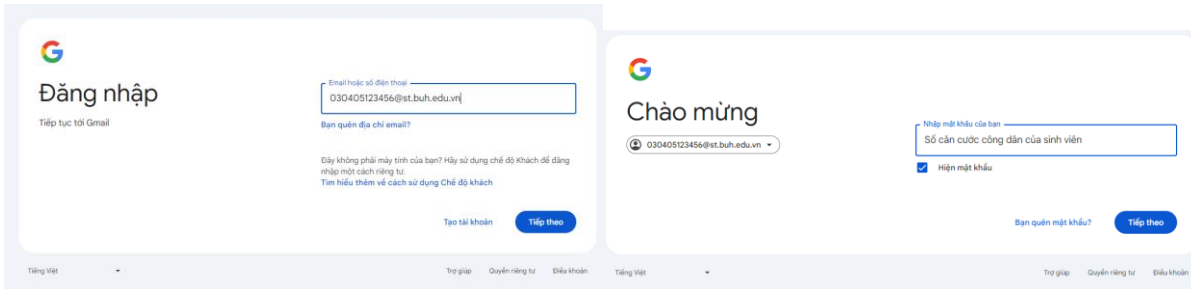 Đăng nhập
Tiếp tục tới Gmail
Email hoặc số điện thoại
030405123456@st.buh.edu.vn
Bạn quên địa chỉ email?
Đây không phải máy tính của bạn? Hãy sử dụng chế độ Khách để đăng
nhập một cách riêng tư.
Tìm hiểu thêm về cách sử dụng Chế độ khách
Tạo tài khoản
Tiếp theo
Tiếng Việt
Trợ giúp
Quyền riêng tư
Điều khoản
Chào mừng
030405123456@st.buh.edu.vn
Nhập mật khẩu của bạn
Số căn cước công dân của sinh viên
Hiện mật khẩu
Bạn quên mật khẩu?
Tiếp theo
Tiếng Việt
Trợ giúp
Quyền riêng tư
Điều khoản